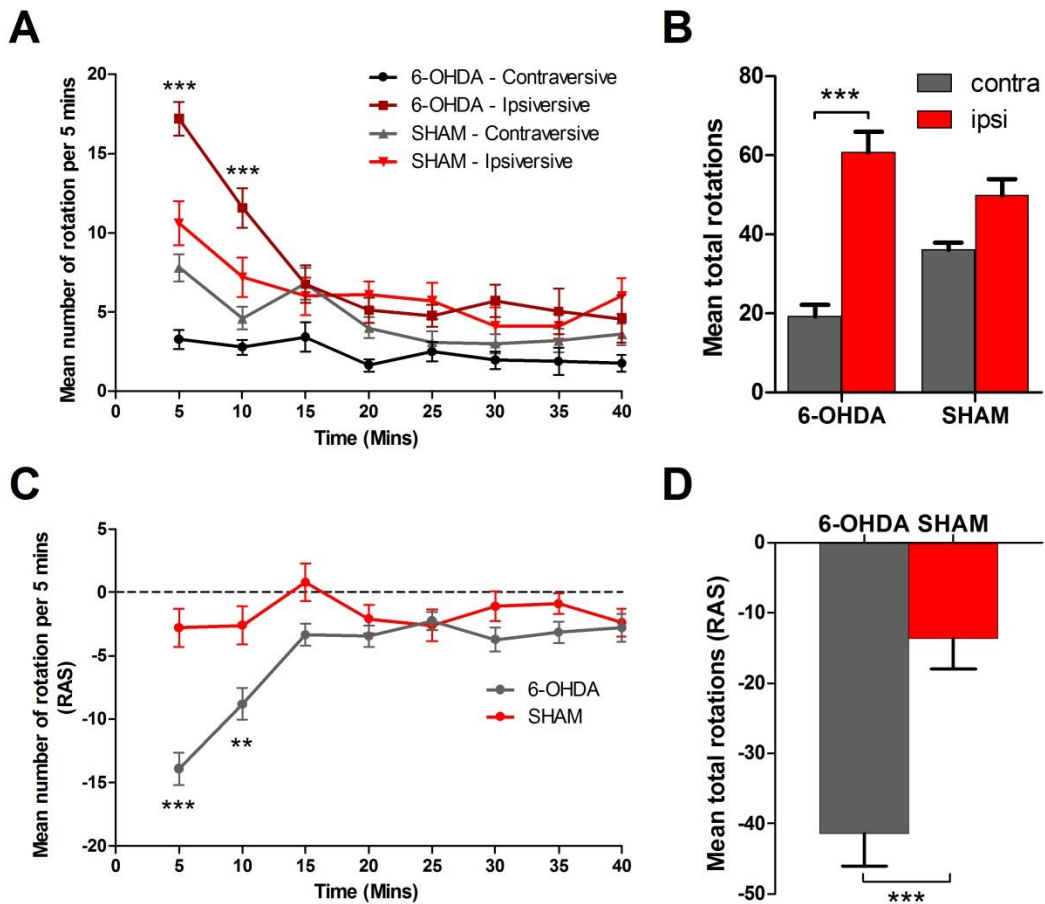 A
Mean number of rotation per 5 mins
20
15
10
5
0
***
***
6-OHDA - Contraversive
6-OHDA - Ipsiversive
SHAM - Contraversive
SHAM - Ipsiversive
0 5 10 15 20 25 30 35 40
Time (Mins)
B
Mean total rotations
80
60
40
20
0
***
contra
ipsi
6-OHDA SHAM
C
Mean number of rotation per 5 mins
(RAS)
5
0
-5
-10
-15
-20
**
***
6-OHDA
SHAM
0 5 10 15 20 25 30 35 40
Time (Mins)
D
6-OHDA SHAM
Mean total rotations (RAS)
0
-10
-20
-30
-40
-50
***